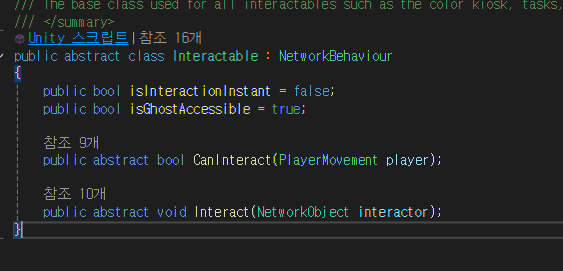 /// The base class used for all interactables such as the color kiosk, tasks,
/// </summary>
Unity 스크립트|참조 16개
public abstract class Interactable : NetworkBehaviour
{
public bool isInteractionInstant = false;
public bool isGhostAccessible = true;
참조 9개
public abstract bool CanInteract(PlayerMovement player);
참조 10개
public abstract void Interact(NetworkObject interactor);
}